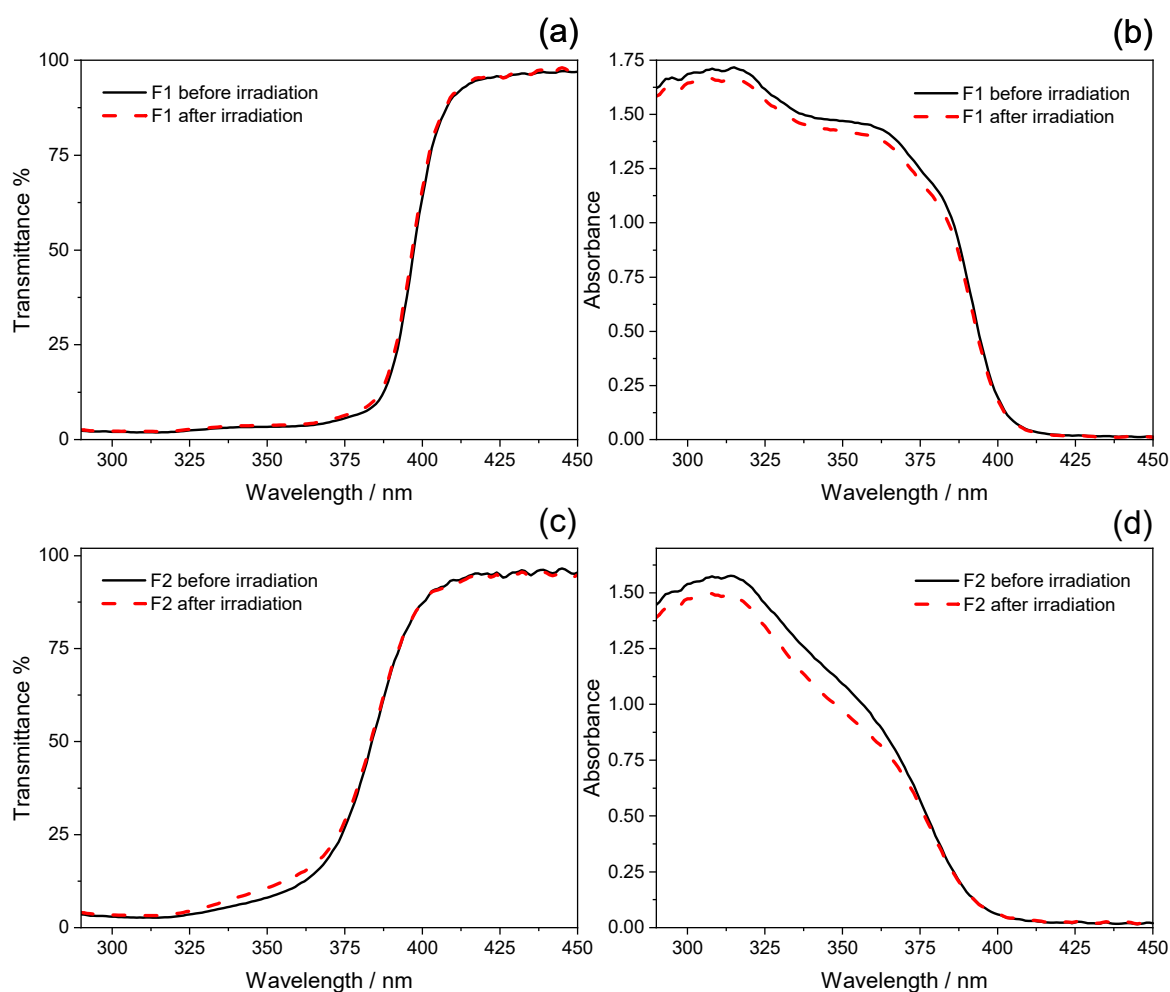 (a)
F1 before irradiation
F1 after irradiation
Transmittance %
100
75
50
25
0
300 325 350 375 400 425 450
Wavelength / nm
(b)
F1 before irradiation
F1 after irradiation
Absorbance
1.75
1.50
1.25
1.00
0.75
0.50
0.25
0.00
300 325 350 375 400 425 450
Wavelength / nm
(c)
F2 before irradiation
F2 after irradiation
Transmittance %
100
75
50
25
0
300 325 350 375 400 425 450
Wavelength / nm
(d)
F2 before irradiation
F2 after irradiation
Absorbance
1.50
1.25
1.00
0.75
0.50
0.25
0.00
300 325 350 375 400 425 450
Wavelength / nm